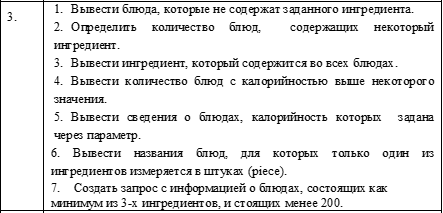 3.
1. Вывести блюда, которые не содержат заданного ингредиента.
2. Определить количество блюд, содержащих некоторый
ингредиент.
3. Вывести ингредиент, который содержится во всех блюдах.
4. Вывести количество блюд с калорийностью выше некоторого
значения.
5. Вывести сведения о блюдах, калорийность которых задана
через параметр.
6. Вывести названия блюд, для которых только один из
ингредиентов измеряется в штуках (piece).
7. Создать запрос с информацией о блюдах, состоящих как
минимум из 3-х ингредиентов, и стоящих менее 200.